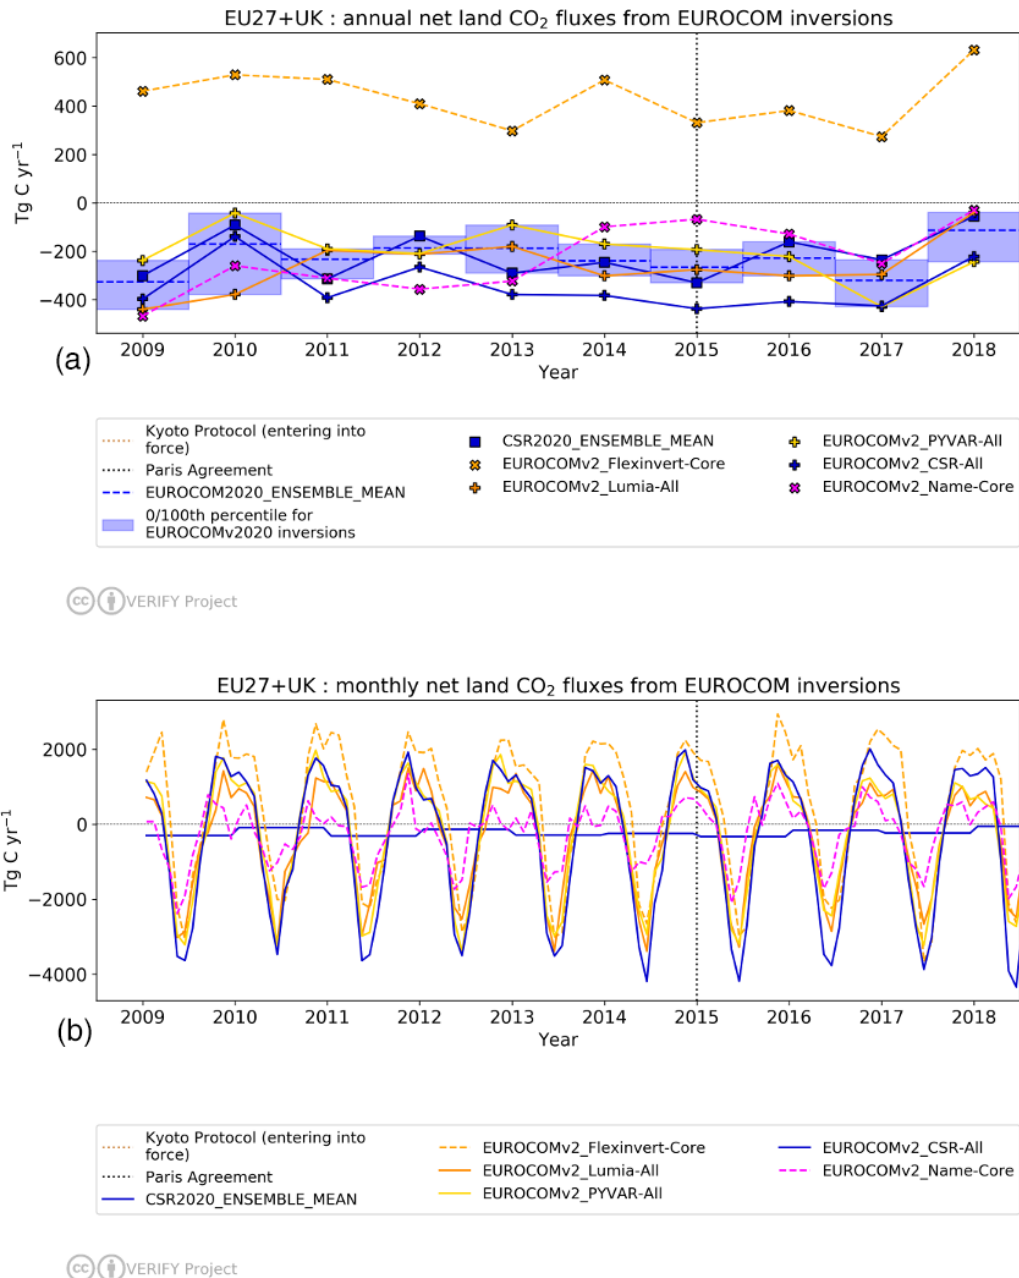 EU27+UK : annual net land CO₂ fluxes from EUROCOM inversions
600
400
200
0
−200
−400
Tg C yr⁻¹
2009 2010 2011 2012 2013 2014 2015 2016 2017 2018
Year
(a)
Kyoto Protocol (entering into
force)
Paris Agreement
EUROCOM2020_ENSEMBLE_MEAN
0/100th percentile for
EUROCOMv2020 inversions
CSR2020_ENSEMBLE_MEAN
EUROCOMv2_Flexinvert-Core
EUROCOMv2_Lumia-All
EUROCOMv2_PYVAR-All
EUROCOMv2_CSR-All
EUROCOMv2_Name-Core
cc VERIFY Project
EU27+UK : monthly net land CO₂ fluxes from EUROCOM inversions
2000
0
−2000
−4000
Tg C yr⁻¹
2009 2010 2011 2012 2013 2014 2015 2016 2017 2018
Year
(b)
Kyoto Protocol (entering into
force)
Paris Agreement
CSR2020_ENSEMBLE_MEAN
EUROCOMv2_Flexinvert-Core
EUROCOMv2_Lumia-All
EUROCOMv2_PYVAR-All
EUROCOMv2_CSR-All
EUROCOMv2_Name-Core
cc VERIFY Project